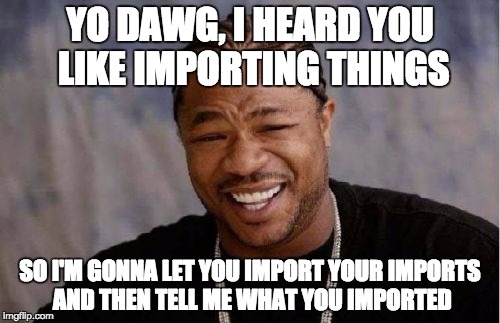 YO DAWG, I HEARD YOU
LIKE IMPORTING THINGS
SO I'M GONNA LET YOU IMPORT YOUR IMPORTS
AND THEN TELL ME WHAT YOU IMPORTED
imgflip.com